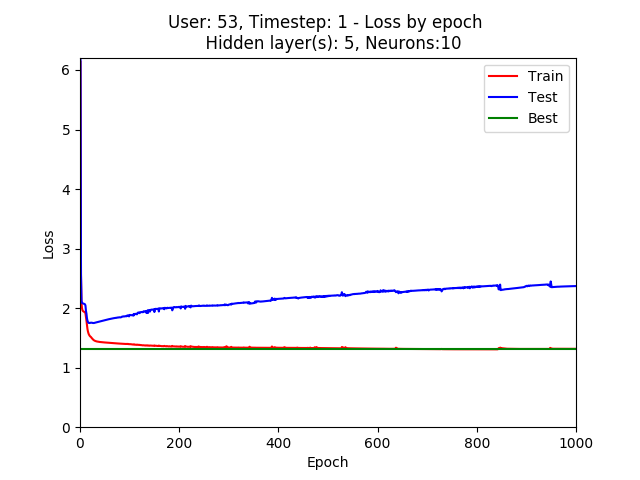 User: 53, Timestep: 1 - Loss by epoch
Hidden layer(s): 5, Neurons:10
Train
Test
Best
Loss
6
5
4
3
2
1
0
0 200 400 600 800 1000
Epoch